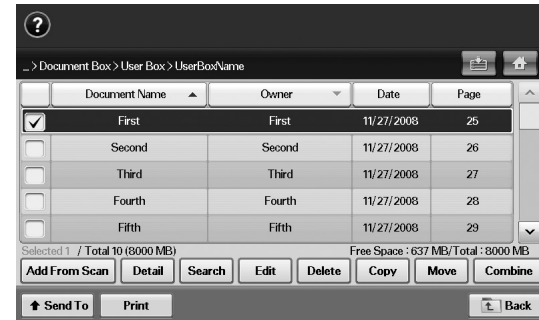 ?
... > Document Box > User Box > UserBoxName
Document Name Owner Date Page
First First 11/27/2008 25
Second Second 11/27/2008 26
Third Third 11/27/2008 27
Fourth Fourth 11/27/2008 28
Fifth Fifth 11/27/2008 29
Selected 1 / Total 10 (8000 MB) Free Space : 637 MB/Total : 8000 MB
Add From Scan Detail Search Edit Delete Copy Move Combine
Send To Print Back